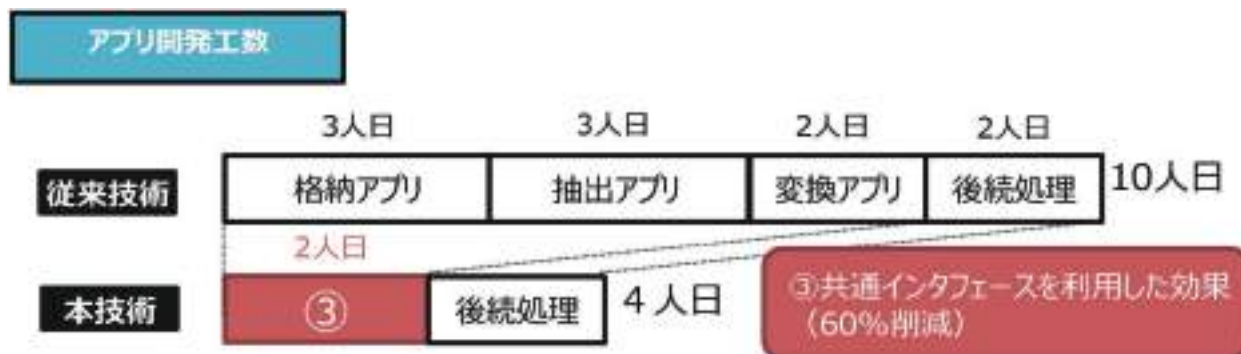 アプリ開発工数
3人日 3人日 2人日 2人日
従来技術 格納アプリ 抽出アプリ 変換アプリ 後続処理 10人日
2人日
本技術 ③ 後続処理 4人日
③共通インタフェースを利用した効果
（60%削減）